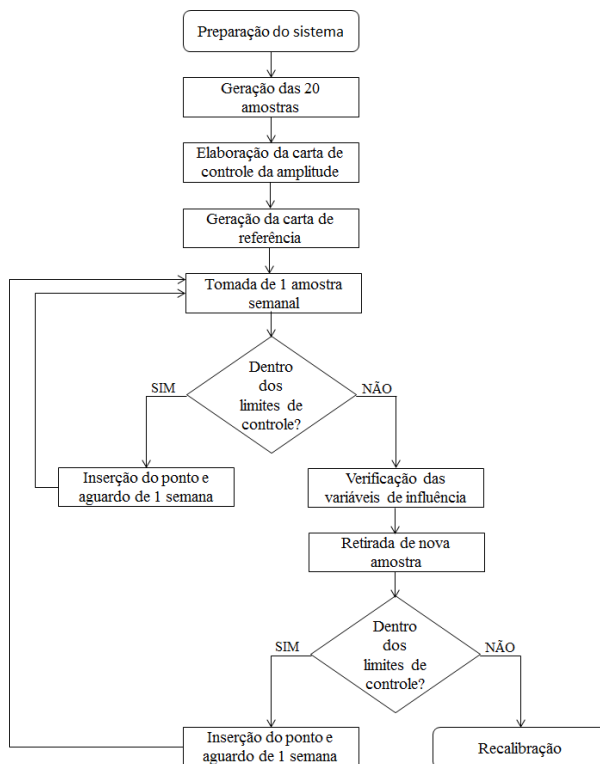 Preparação do sistema
Geração das 20
amostras
Elaboração da carta de
controle da amplitude
Geração da carta de
referência
Tomada de 1 amostra
semanal
Dentro
dos
limites de
controle?
SIM
NÃO
Inserção do ponto e
aguardo de 1 semana
Verificação das
variáveis de influência
Retirada de nova
amostra
Dentro
dos
limites de
controle?
SIM
NÃO
Inserção do ponto e
aguardo de 1 semana
Recalibração